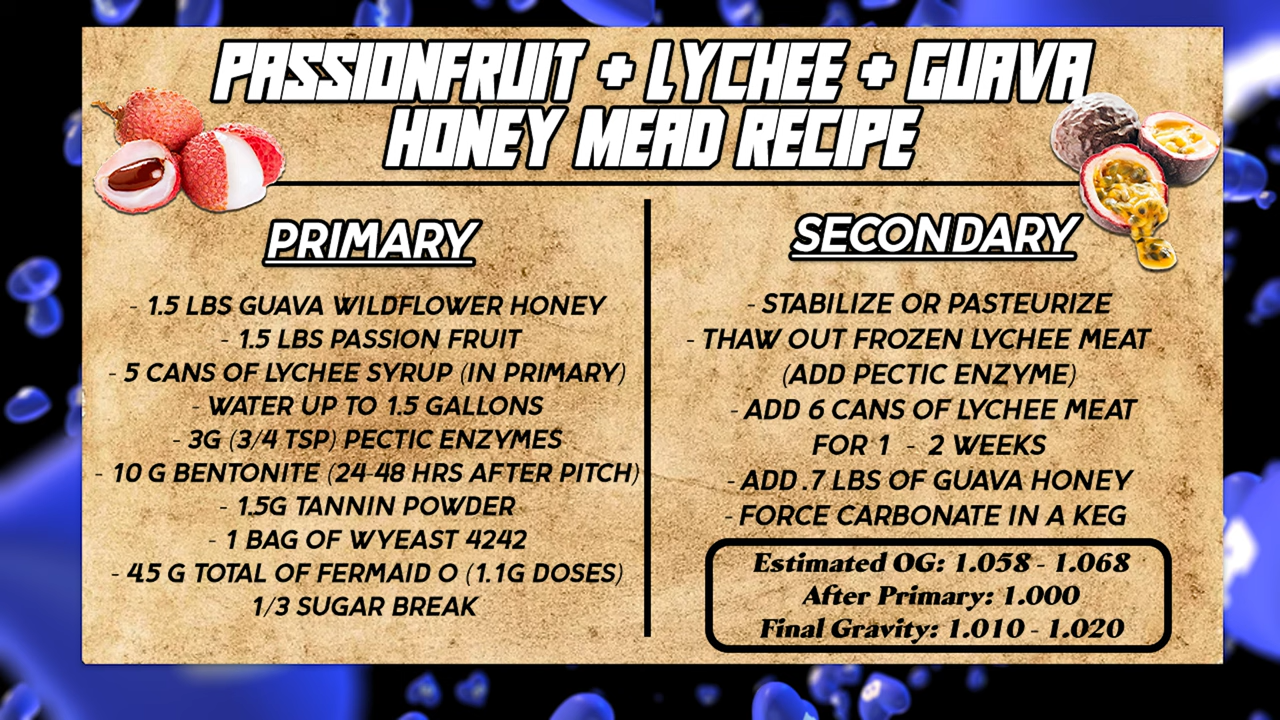 PASSIONFRUIT + LYCHEE + GUAVA
HONEY MEAD RECIPE
PRIMARY
- 1.5 LBS GUAVA WILDFLOWER HONEY
- 1.5 LBS PASSION FRUIT
- 5 CANS OF LYCHEE SYRUP (IN PRIMARY)
- WATER UP TO 1.5 GALLONS
- 3G (3/4 TSP) PECTIC ENZYMES
- 10 G BENTONITE (24-48 HRS AFTER PITCH)
- 1.5G TANNIN POWDER
- 1 BAG OF WYEAST 4242
- 4.5 G TOTAL OF FERMAID O (1.1G DOSES)
1/3 SUGAR BREAK
SECONDARY
- STABILIZE OR PASTEURIZE
- THAW OUT FROZEN LYCHEE MEAT
(ADD PECTIC ENZYME)
- ADD 6 CANS OF LYCHEE MEAT
FOR 1 - 2 WEEKS
- ADD .7 LBS OF GUAVA HONEY
- FORCE CARBONATE IN A KEG
Estimated OG: 1.058 - 1.068
After Primary: 1.000
Final Gravity: 1.010 - 1.020